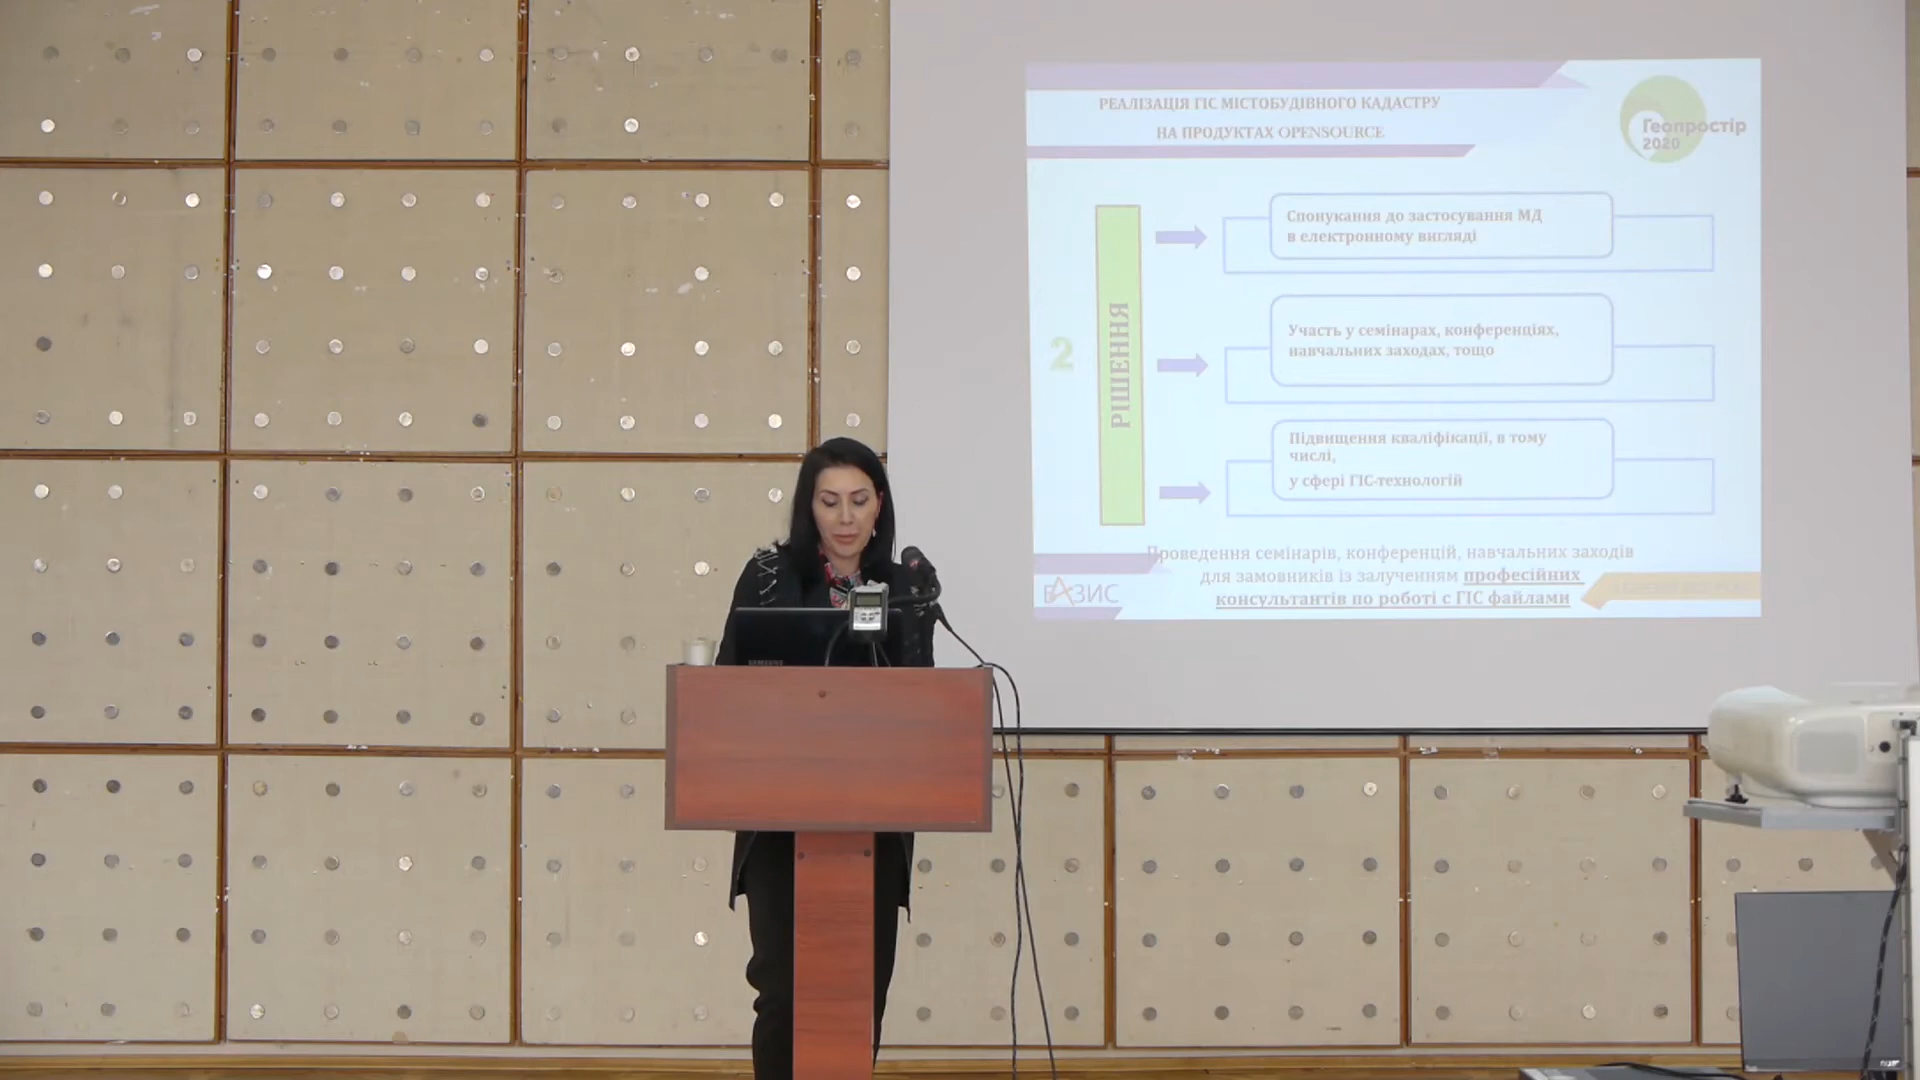 РЕАЛІЗАЦІЯ ГІС МІСТОБУДІВНОГО КАДАСТРУ
НА ПРОДУКТАХ OPENSOURCE
Геопростір
2020
2
РІШЕННЯ
Спонукання до застосування МД
в електронному вигляді
Участь у семінарах, конференціях,
навчальних заходах, тощо
Підвищення кваліфікації, в тому
числі,
у сфері ГІС-технологій
Проведення семінарів, конференцій, навчальних заходів
для замовників із залученням професійних
консультантів по роботі с ГІС файлами
БАЗИС
SAMSUNG